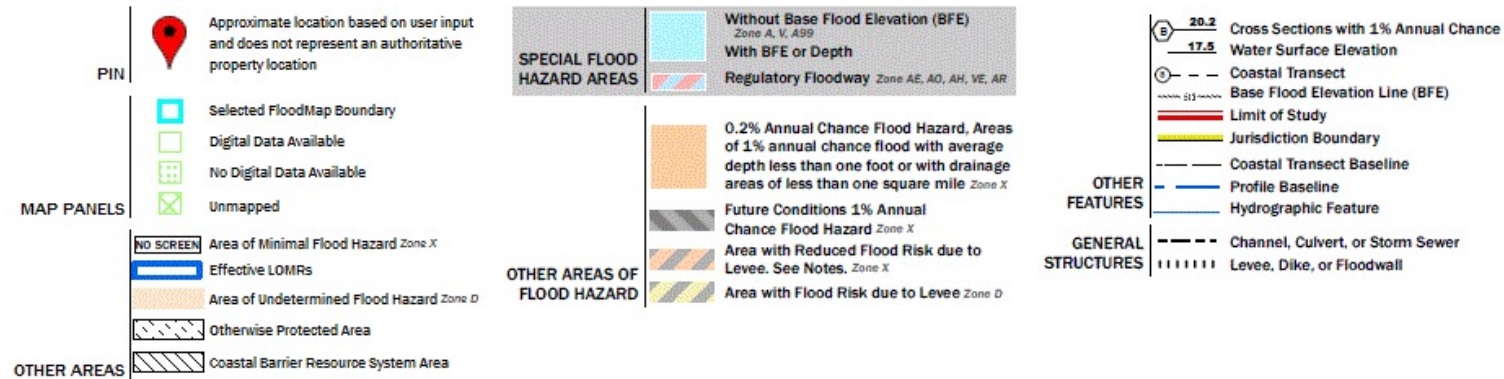 PIN
Approximate location based on user input
and does not represent an authoritative
property location
MAP PANELS
Selected FloodMap Boundary
Digital Data Available
No Digital Data Available
Unmapped
OTHER AREAS
NO SCREEN Area of Minimal Flood Hazard Zone X
Effective LOMRs
Area of Undetermined Flood Hazard Zone D
Otherwise Protected Area
Coastal Barrier Resource System Area
SPECIAL FLOOD
HAZARD AREAS
Without Base Flood Elevation (BFE)
Zone A, V, A99
With BFE or Depth
Regulatory Floodway Zone AE, AO, AH, VE, AR
OTHER AREAS OF
FLOOD HAZARD
0.2% Annual Chance Flood Hazard, Areas
of 1% annual chance flood with average
depth less than one foot or with drainage
areas of less than one square mile Zone X
Future Conditions 1% Annual
Chance Flood Hazard Zone X
Area with Reduced Flood Risk due to
Levee. See Notes. Zone X
Area with Flood Risk due to Levee Zone D
OTHER
FEATURES
B 20.2 Cross Sections with 1% Annual Chance
17.5 Water Surface Elevation
8 Coastal Transect
513 Base Flood Elevation Line (BFE)
Limit of Study
Jurisdiction Boundary
Coastal Transect Baseline
Profile Baseline
Hydrographic Feature
GENERAL
STRUCTURES
Channel, Culvert, or Storm Sewer
Levee, Dike, or Floodwall